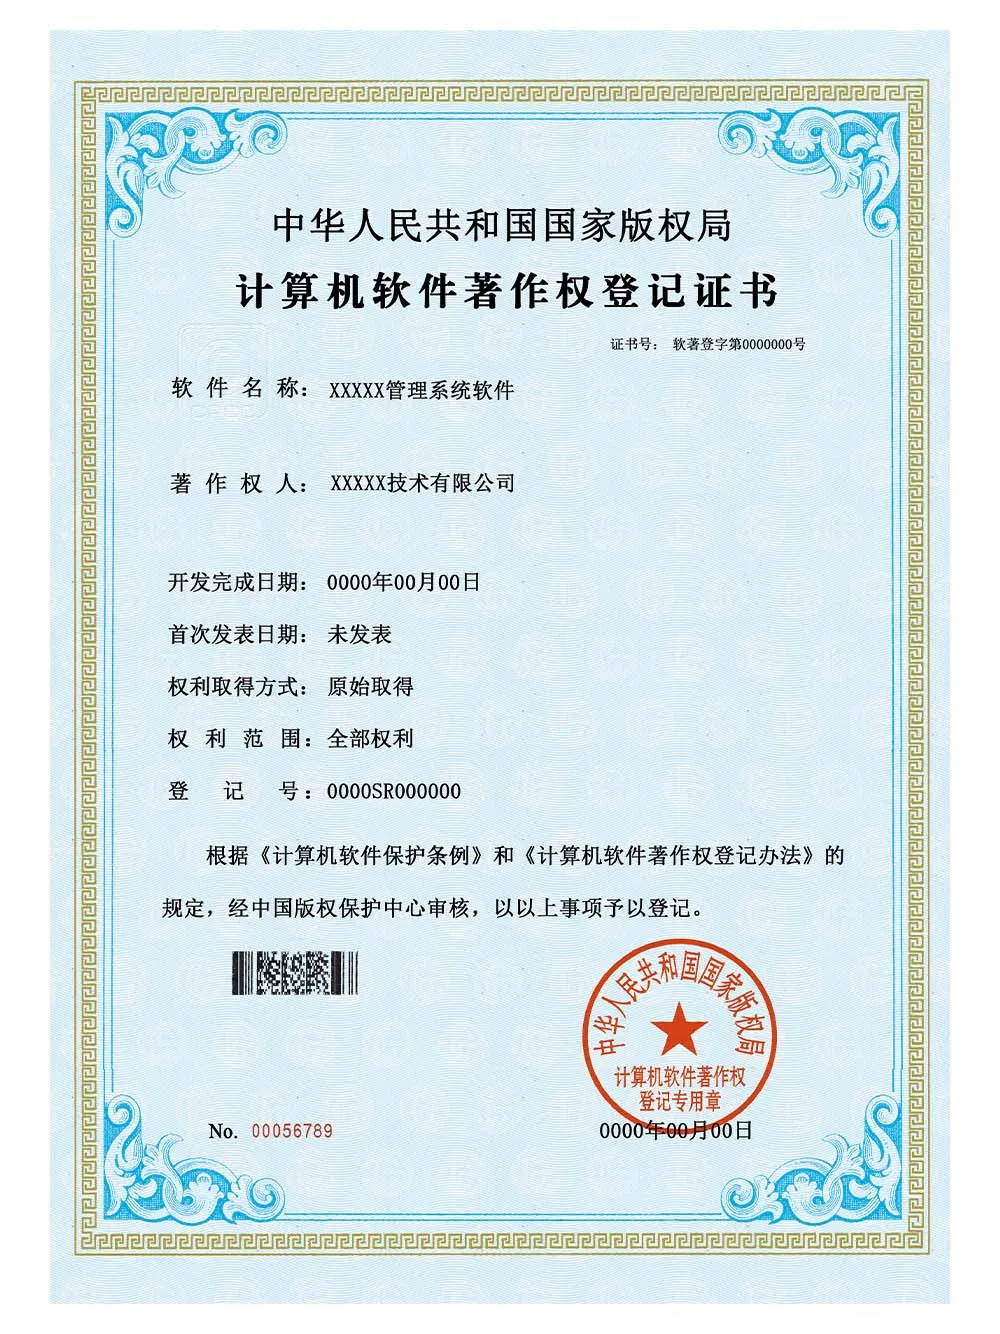 中华人民共和国国家版权局
计算机软件著作权登记证书
证书号： 软著登字第0000000号
软件名称： XXXXX管理系统软件
著作权人： XXXXX技术有限公司
开发完成日期： 0000年00月00日
首次发表日期： 未发表
权利取得方式： 原始取得
权利范围： 全部权利
登记号： 0000SR000000
根据《计算机软件保护条例》和《计算机软件著作权登记办法》的
规定，经中国版权保护中心审核，以以上事项予以登记。
中华人民共和国国家版权局
计算机软件著作权
登记专用章
No. 00056789
0000年00月00日